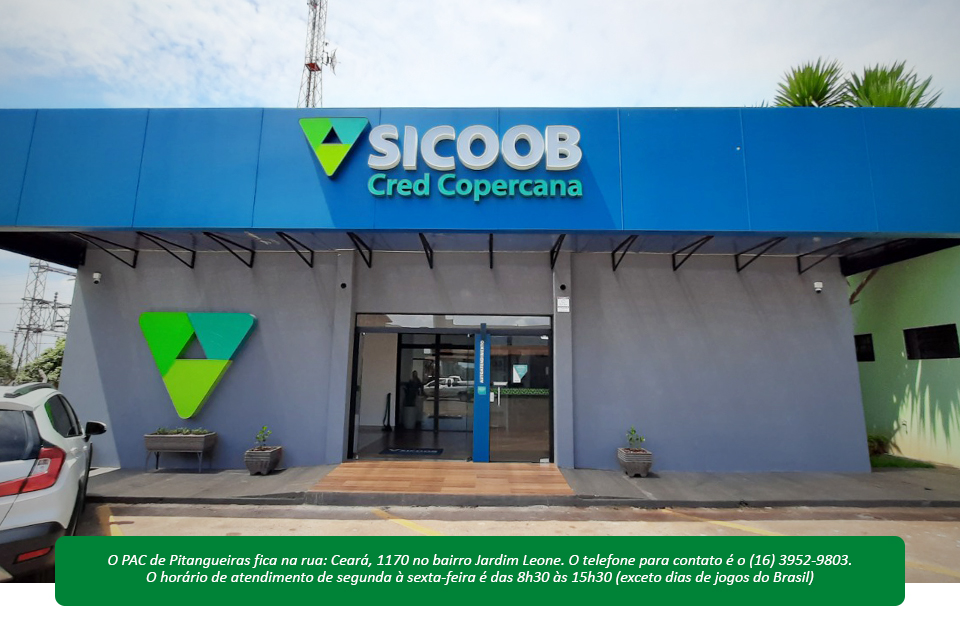 SICOOB
Cred Copercana
AUTOATENDIMENTO
O PAC de Pitangueiras fica na rua: Ceará, 1170 no bairro Jardim Leone. O telefone para contato é o (16) 3952-9803.
O horário de atendimento de segunda à sexta-feira é das 8h30 às 15h30 (exceto dias de jogos do Brasil)